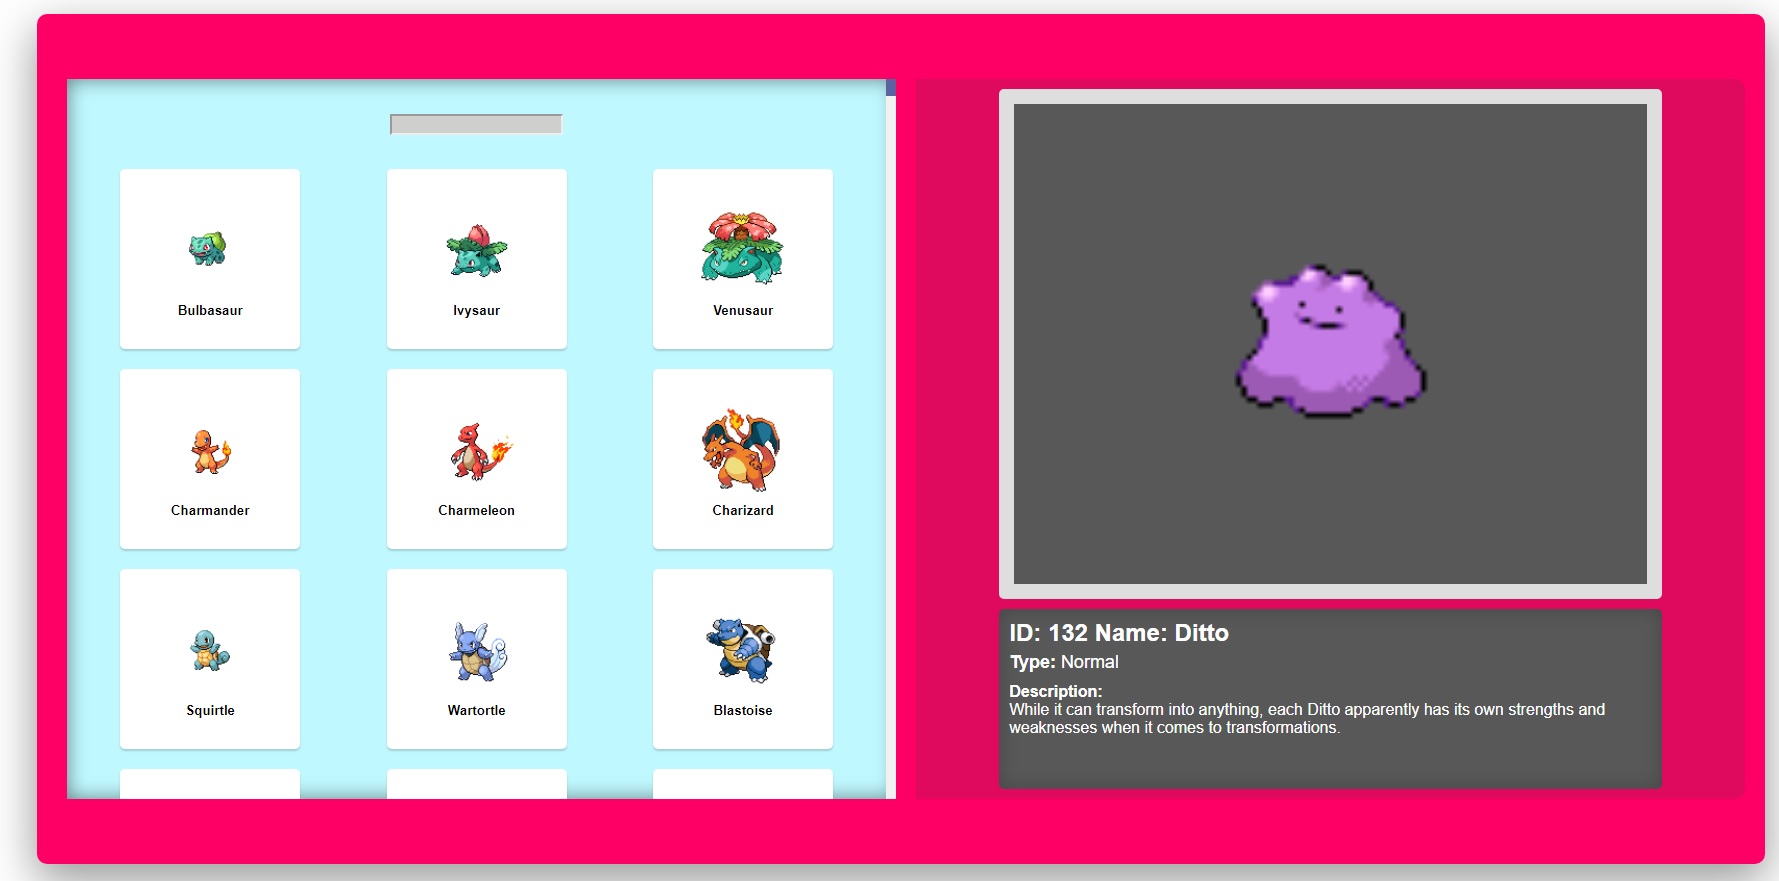 Bulbasaur
Ivysaur
Venusaur
Charmander
Charmeleon
Charizard
Squirtle
Wartortle
Blastoise
ID: 132 Name: Ditto
Type: Normal
Description:
While it can transform into anything, each Ditto apparently has its own strengths and
weaknesses when it comes to transformations.